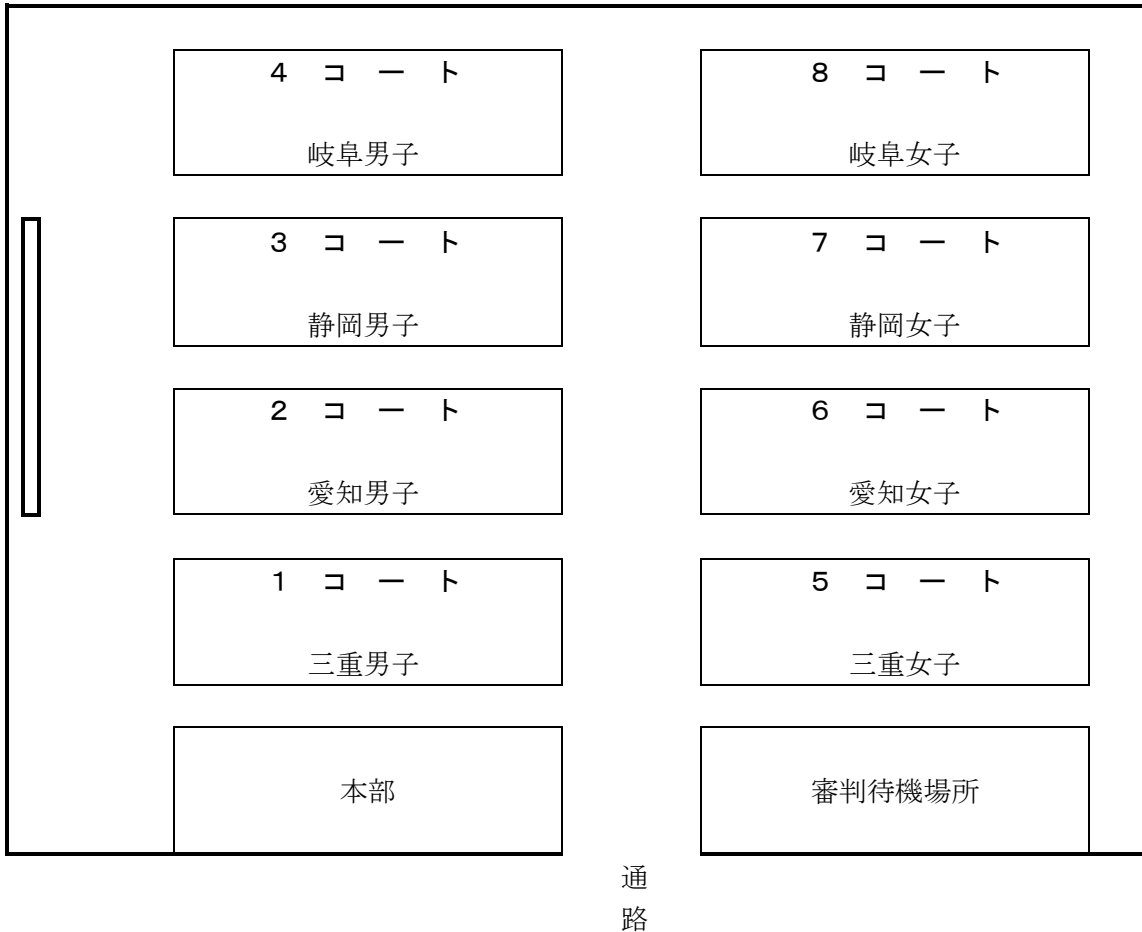 ４ コ ー ト
岐阜男子
８ コ ー ト
岐阜女子
３ コ ー ト
静岡男子
７ コ ー ト
静岡女子
２ コ ー ト
愛知男子
６ コ ー ト
愛知女子
１ コ ー ト
三重男子
５ コ ー ト
三重女子
本部
審判待機場所
通
路